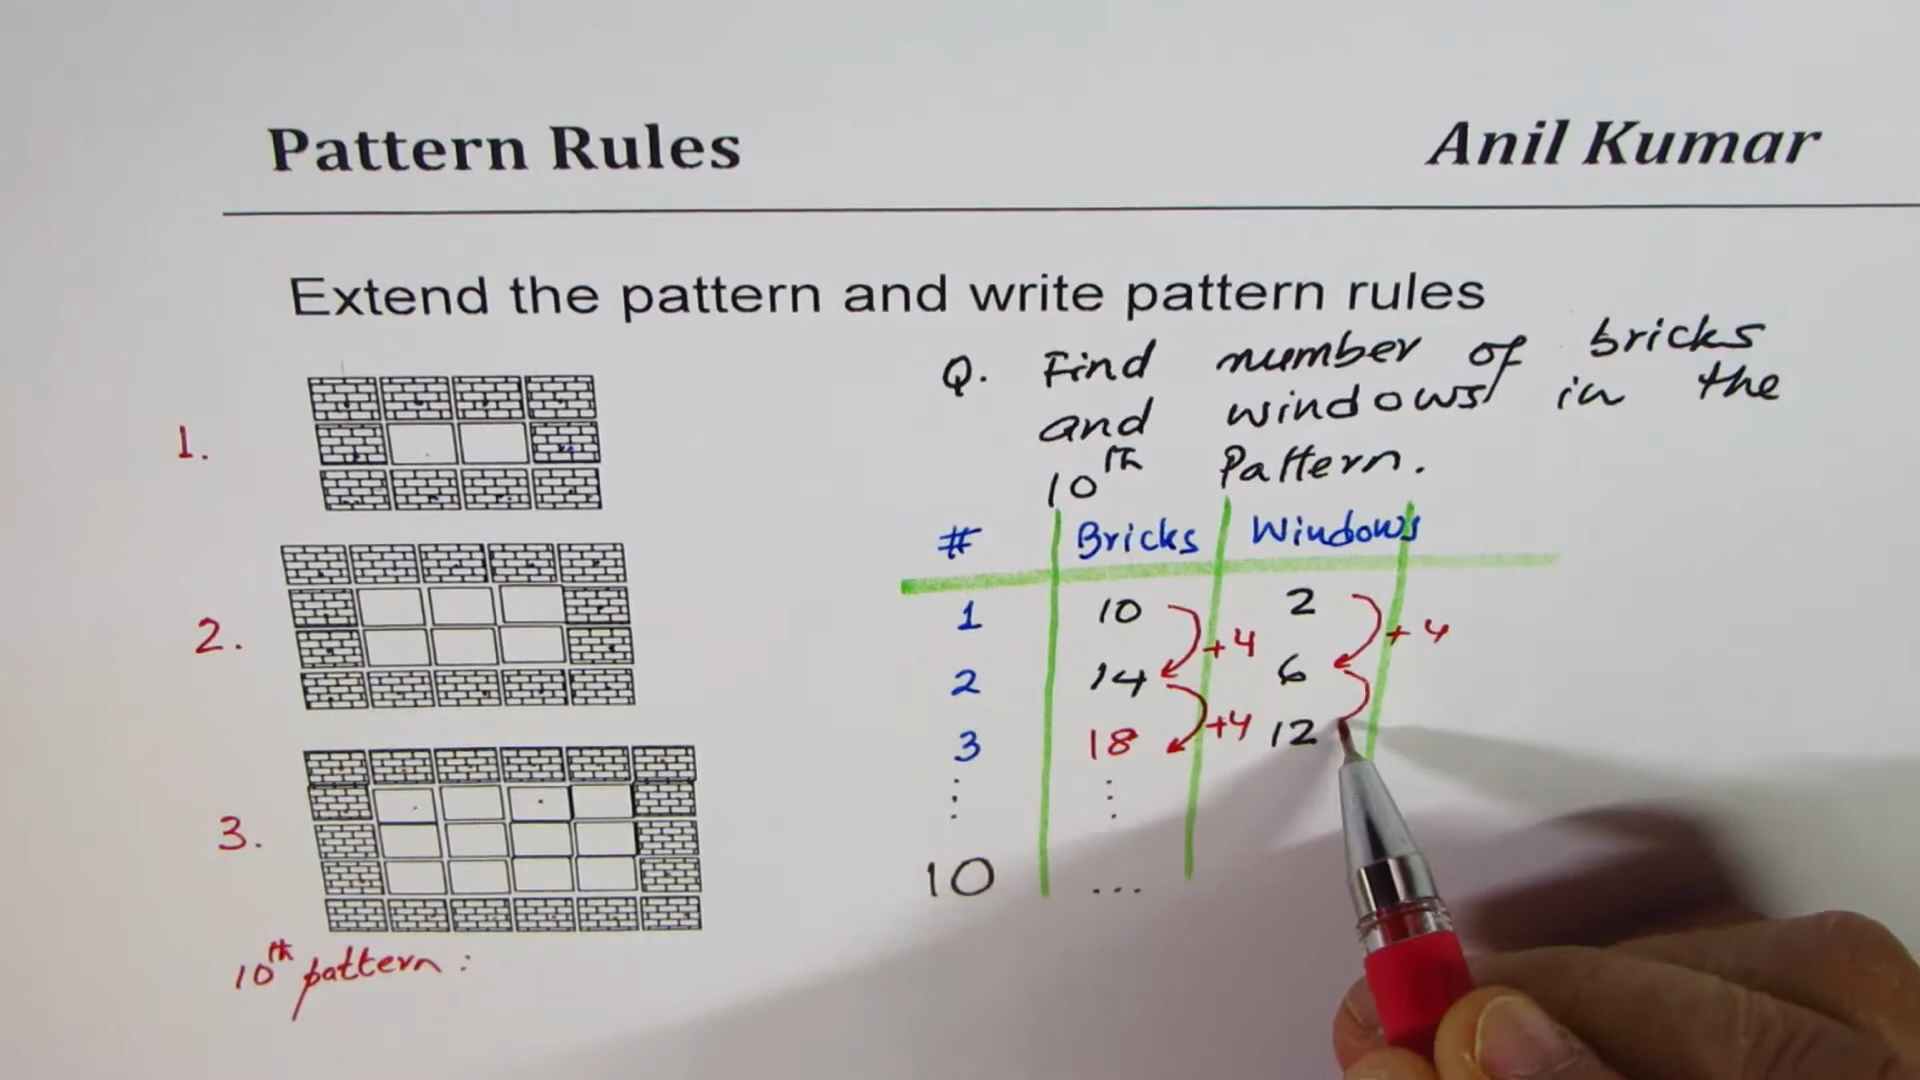 Pattern Rules Anil Kumar
Extend the pattern and write pattern rules
Q. Find number of bricks
and windows in the
10th Pattern.
# Bricks Windows
1 10 2
+4 +4
2 14 6
+4
3 18 12
⋮ ⋮
10 ...
1.
2.
3.
10th pattern :